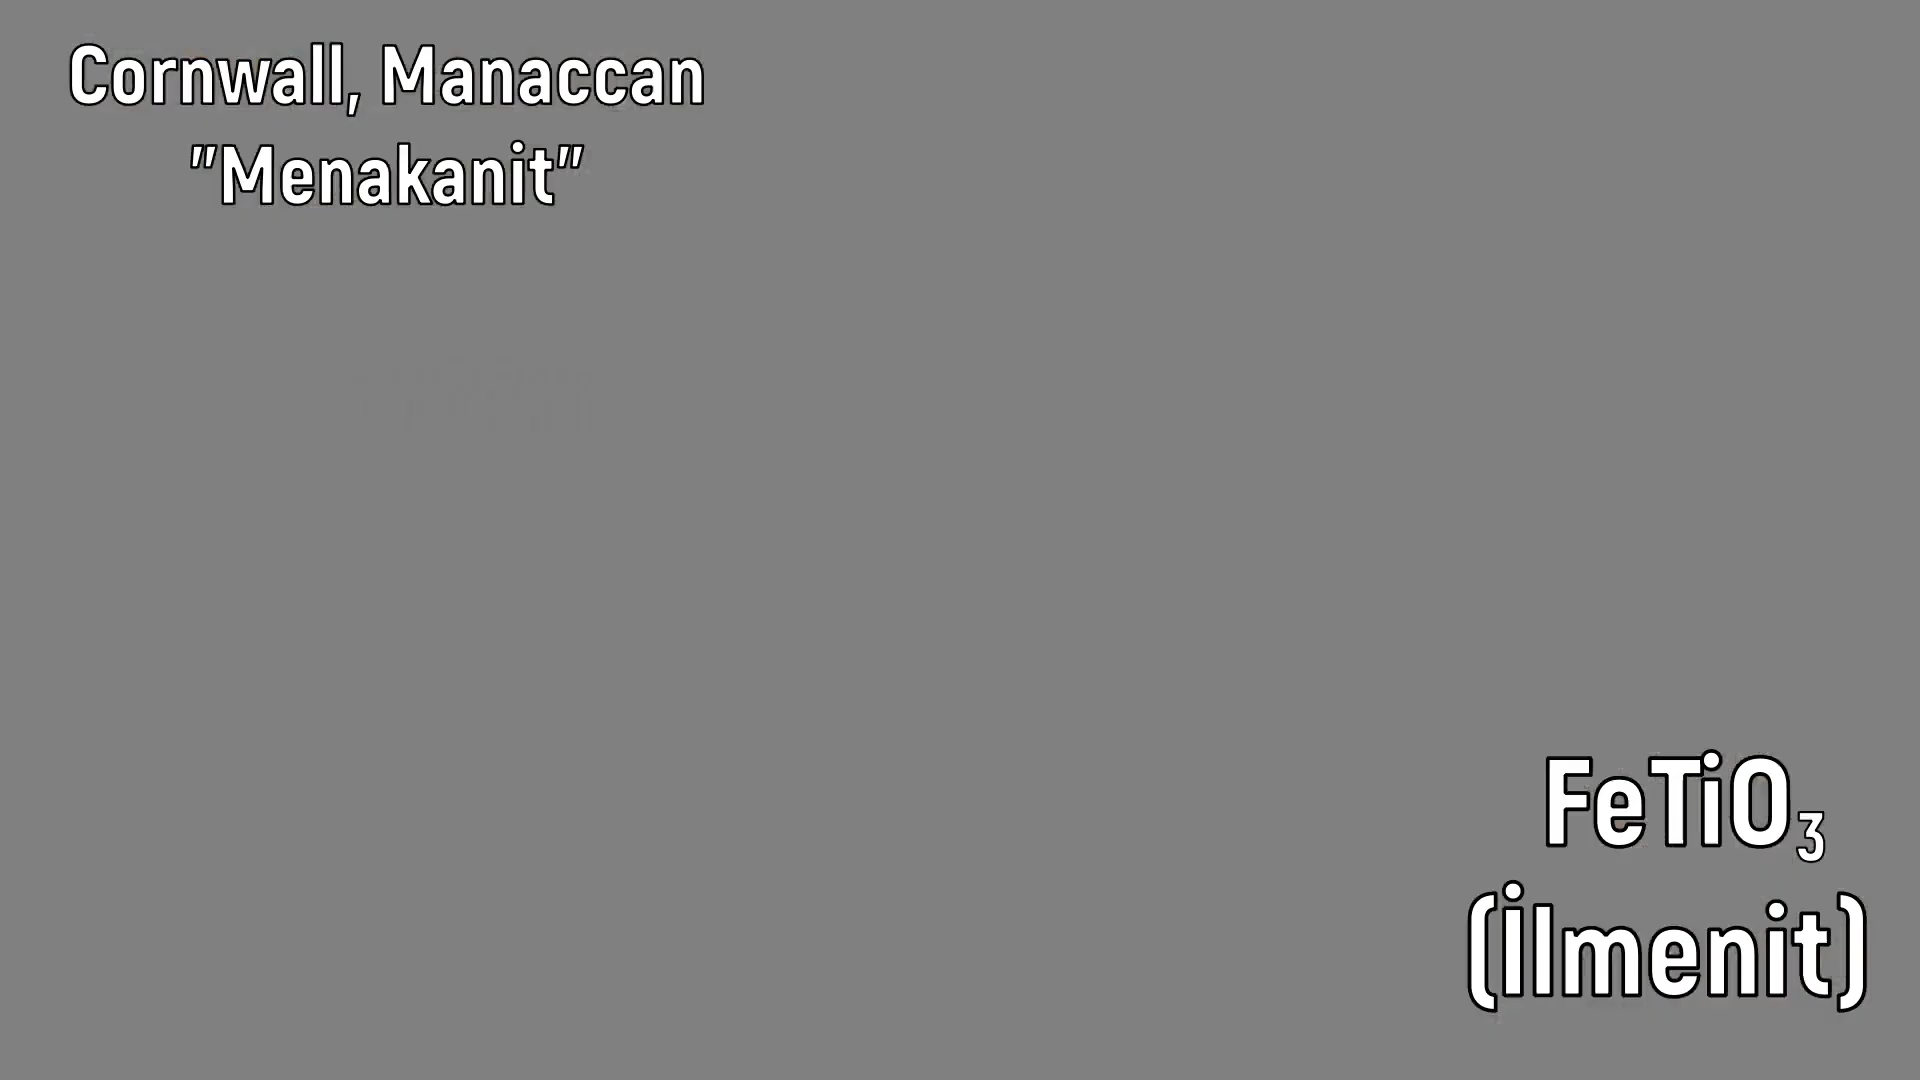 Cornwall, Manaccan
"Menakanit"
FeTiO₃
(İlmenit)